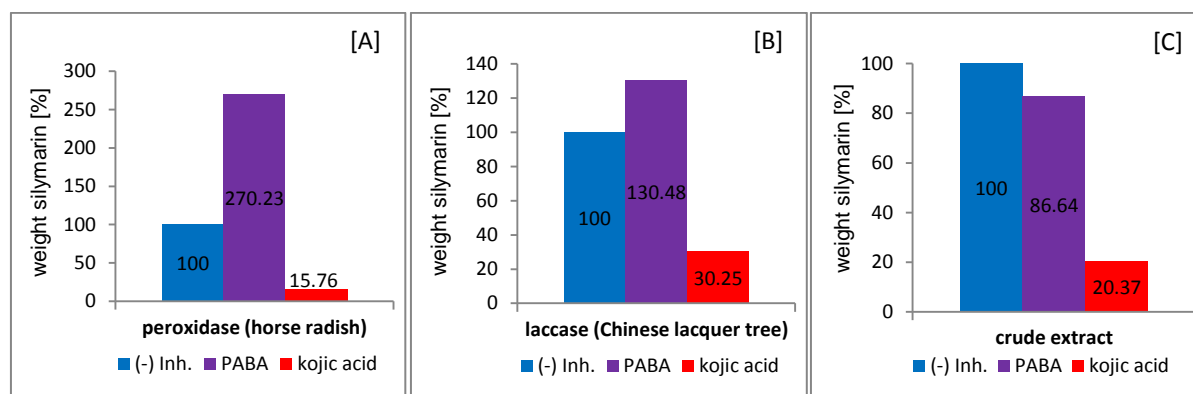 [A]
weight silymarin [%]
300
250
200
150
100
50
0
100
270.23
15.76
peroxidase (horse radish)
(-) Inh. PABA kojic acid
[B]
weight silymarin [%]
140
120
100
80
60
40
20
0
100
130.48
30.25
laccase (Chinese lacquer tree)
(-) Inh. PABA kojic acid
[C]
weight silymarin [%]
100
80
60
40
20
0
100
86.64
20.37
crude extract
(-) Inh. PABA kojic acid